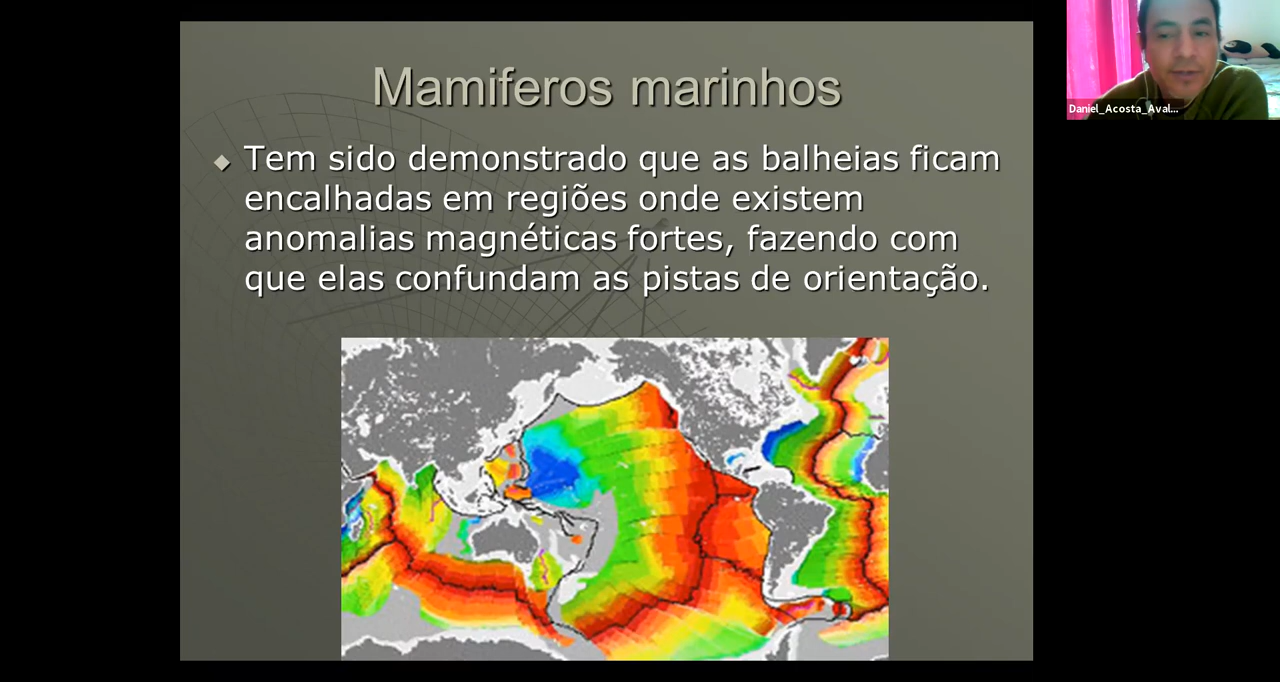 Mamiferos marinhos
Tem sido demonstrado que as balheias ficam
encalhadas em regiões onde existem
anomalias magnéticas fortes, fazendo com
que elas confundam as pistas de orientação.
Daniel_Acosta_Aval...